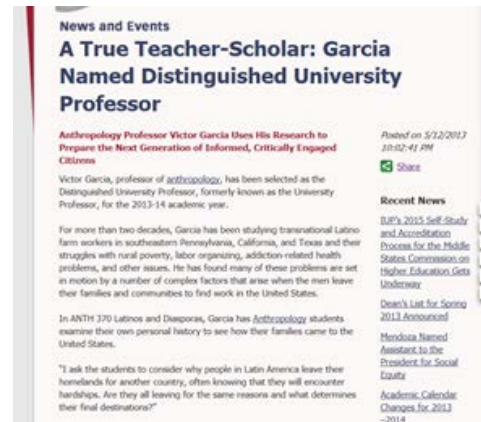 News and Events
A True Teacher-Scholar: Garcia
Named Distinguished University
Professor
Anthropology Professor Victor Garcia Uses His Research to
Prepare the Next Generation of Informed, Critically Engaged
Citizens
Victor Garcia, professor of anthropology, has been selected as the
Distinguished University Professor, formerly known as the University
Professor, for the 2013-14 academic year.
For more than two decades, Garcia has been studying transnational Latino
farm workers in southeastern Pennsylvania, California, and Texas and their
struggles with rural poverty, labor organizing, addiction-related health
problems, and other issues. He has found many of these problems are set
in motion by a number of complex factors that arise when the men leave
their families and communities to find work in the United States.
In ANTH 370 Latinos and Diasporas, Garcia has Anthropology students
examine their own personal history to see how their families came to the
United States.
"I ask the students to consider why people in Latin America leave their
homelands for another country, often knowing that they will encounter
hardships. Are they all leaving for the same reasons and what determines
their final destinations?"
Posted on 5/12/2013
10:02:41 PM
Share
Recent News
IUP's 2015 Self-Study
and Accreditation
Process for the Middle
States Commission on
Higher Education Gets
Underway
Dean's List for Spring
2013 Announced
Mendoza Named
Assistant to the
President for Social
Equity
Academic Calendar
Changes for 2013
–2014